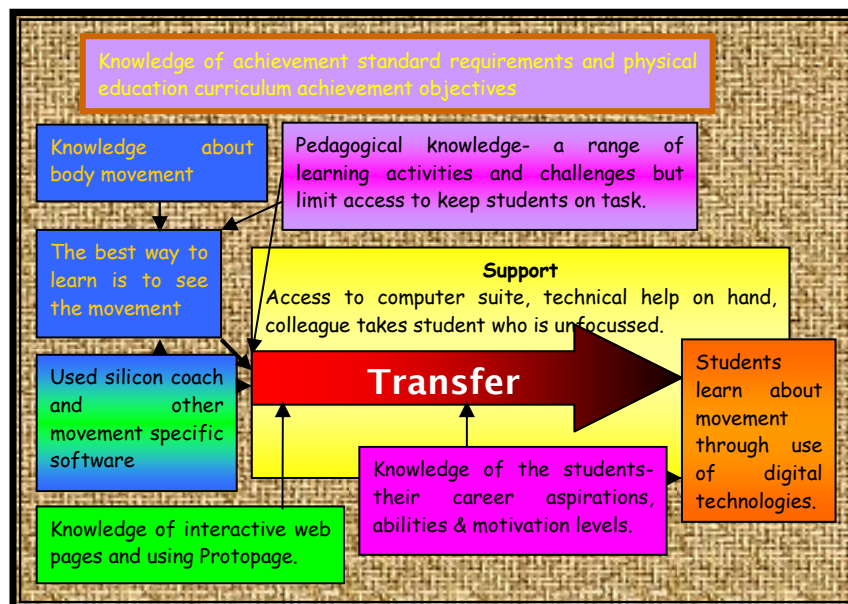 Knowledge of achievement standard requirements and physical
education curriculum achievement objectives
Knowledge about
body movement
Pedagogical knowledge- a range of
learning activities and challenges but
limit access to keep students on task.
The best way to
learn is to see
the movement
Support
Access to computer suite, technical help on hand,
colleague takes student who is unfocussed.
Used silicon coach
and other
movement specific
software
Transfer
Students
learn about
movement
through use
of digital
technologies.
Knowledge of the students-
their career aspirations,
abilities & motivation levels.
Knowledge of interactive web
pages and using Protopage.